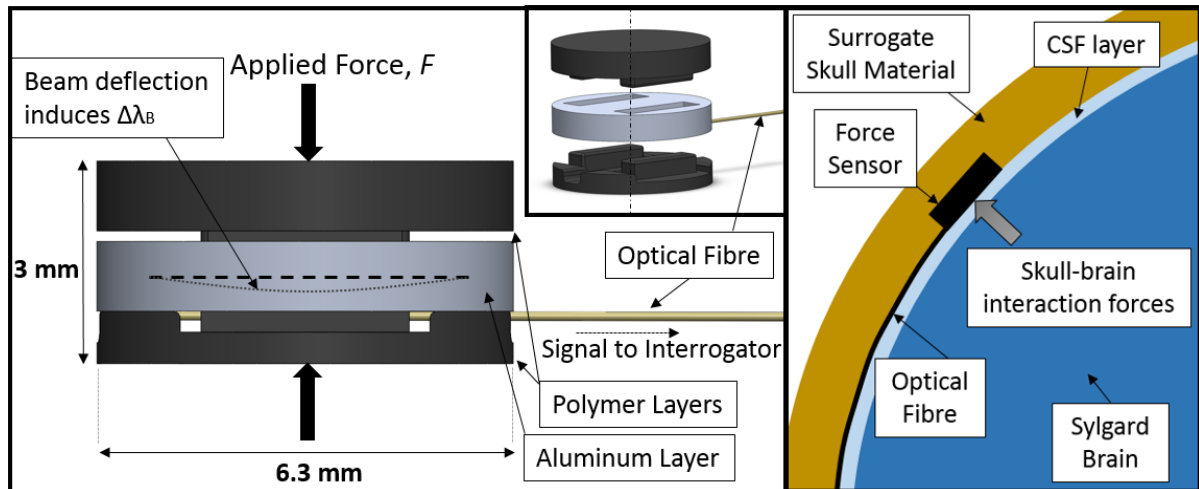 Beam deflection
induces ΔλB
Applied Force, F
3 mm
6.3 mm
Optical Fibre
Signal to Interrogator
Polymer Layers
Aluminum Layer
Surrogate
Skull Material
CSF layer
Force
Sensor
Skull-brain
interaction forces
Optical
Fibre
Sylgard
Brain